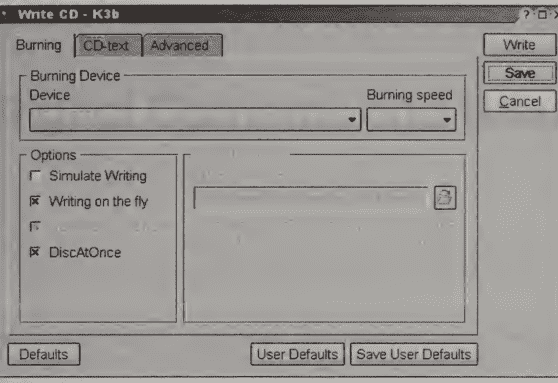 Write CD - K3b
Burning CD-text Advanced
Write
Save
Cancel
Burning Device
Device Burning speed
Options
Simulate Writing
Writing on the fly
DiscAtOnce
Defaults User Defaults Save User Defaults